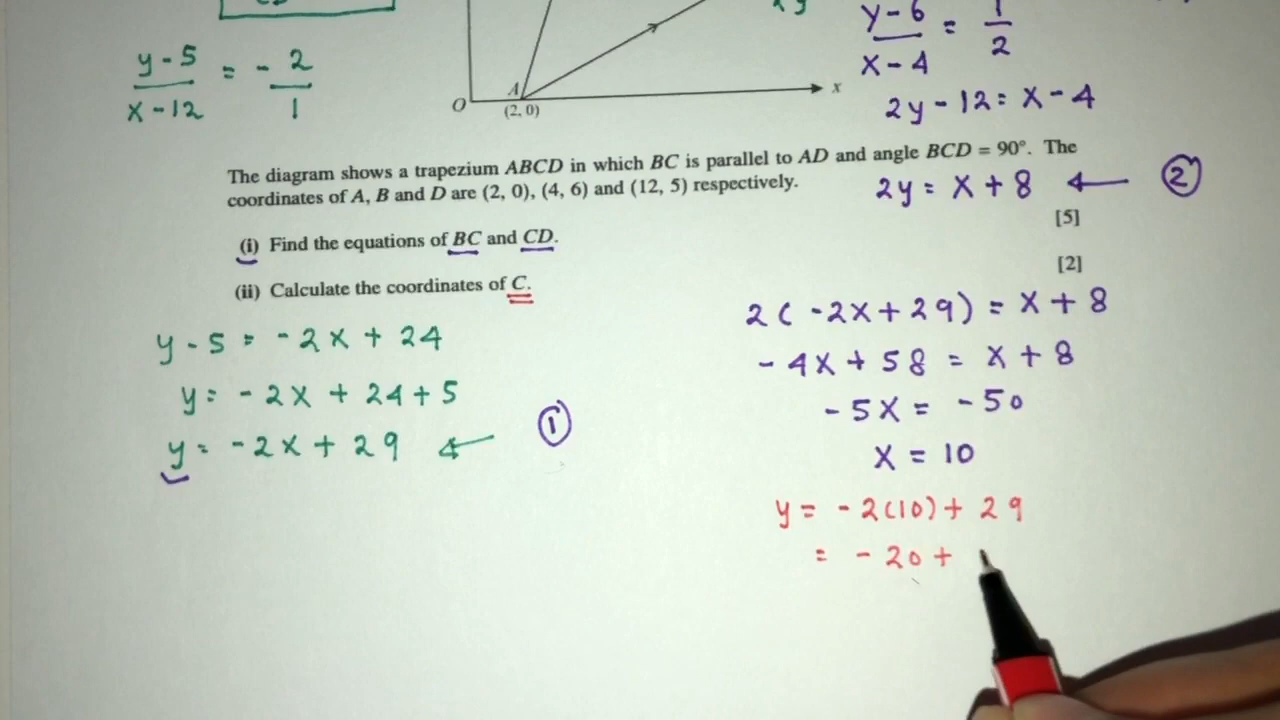 y - 5 / x - 12 = - 2 / 1
y - 6 / x - 4 = 1 / 2
2y - 12 = x - 4
A
O
x
(2, 0)
The diagram shows a trapezium ABCD in which BC is parallel to AD and angle BCD = 90°. The
coordinates of A, B and D are (2, 0), (4, 6) and (12, 5) respectively.
2y = x + 8 ← ②
[5]
(i) Find the equations of BC and CD.
[2]
(ii) Calculate the coordinates of C.
y - 5 = - 2x + 24
y = - 2x + 24 + 5
y = - 2x + 29 ← ①
2( - 2x + 29) = x + 8
- 4x + 58 = x + 8
- 5x = - 50
x = 10
y = - 2(10) + 29
= - 20 +